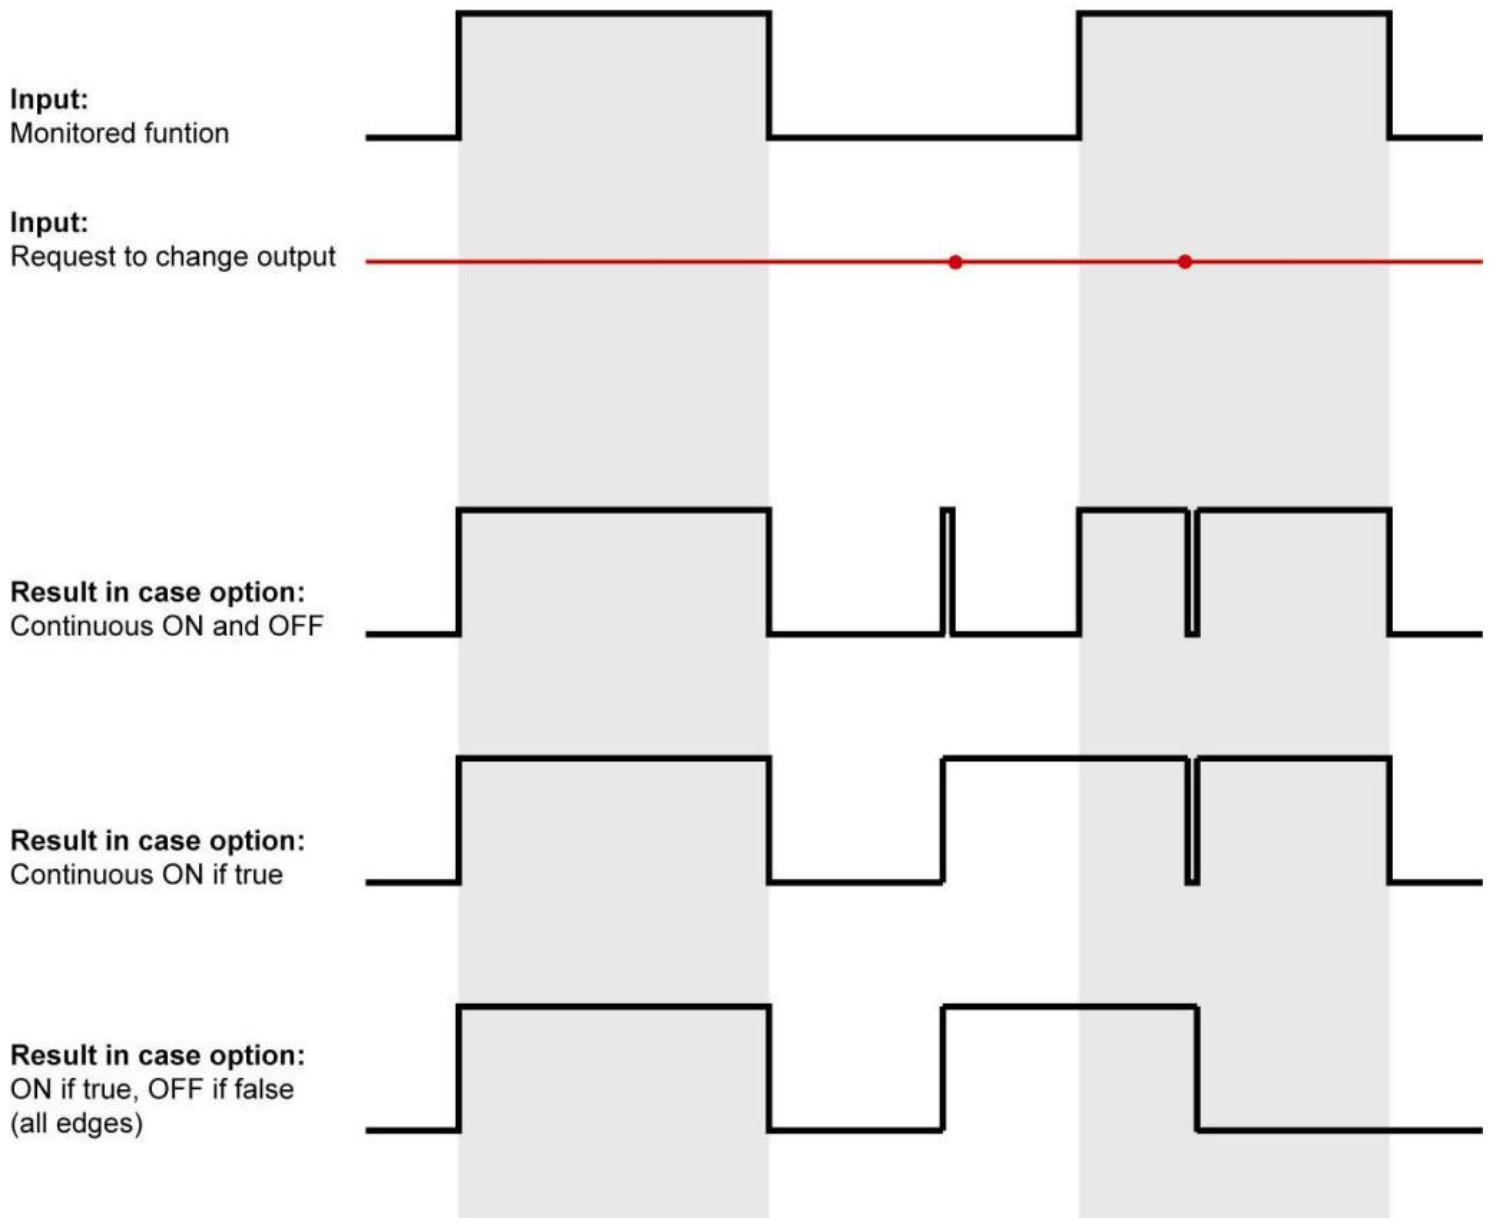 Input:
Monitored funtion
Input:
Request to change output
Result in case option:
Continuous ON and OFF
Result in case option:
Continuous ON if true
Result in case option:
ON if true, OFF if false
(all edges)